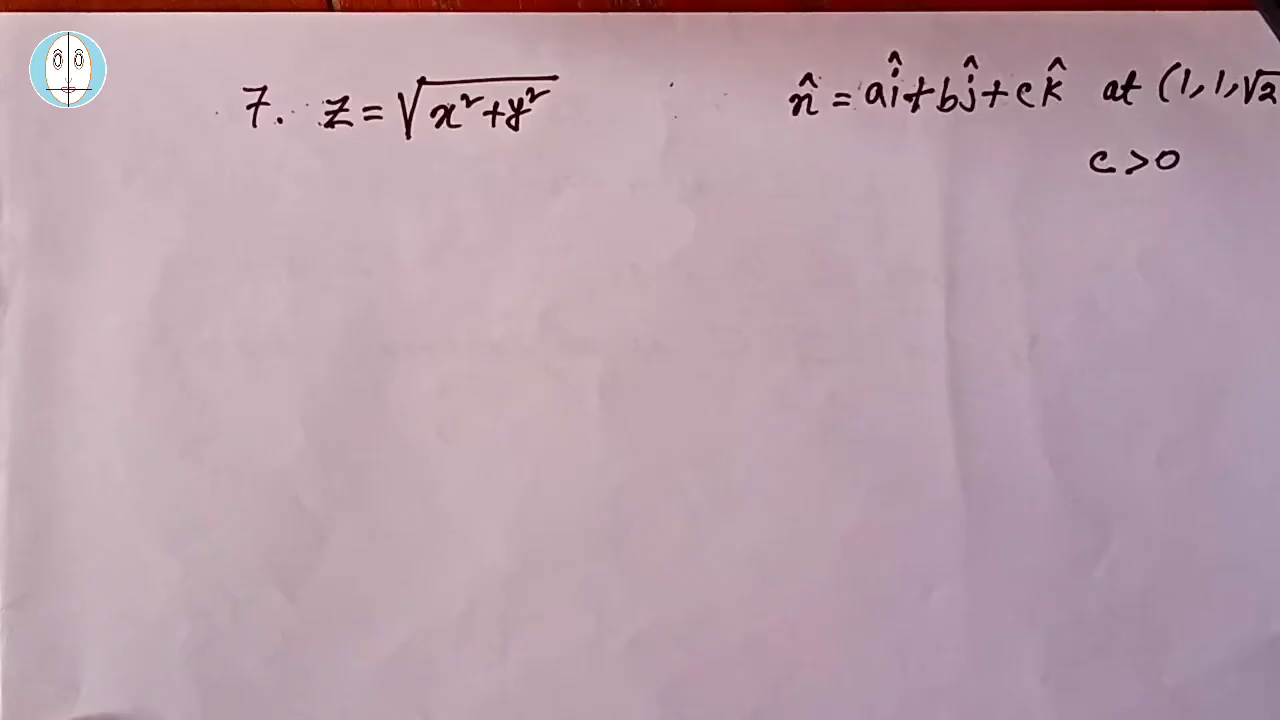 7. z = √(x²+y²) n̂ = aî + bĵ + ck̂ at (1, 1, √2
c > 0